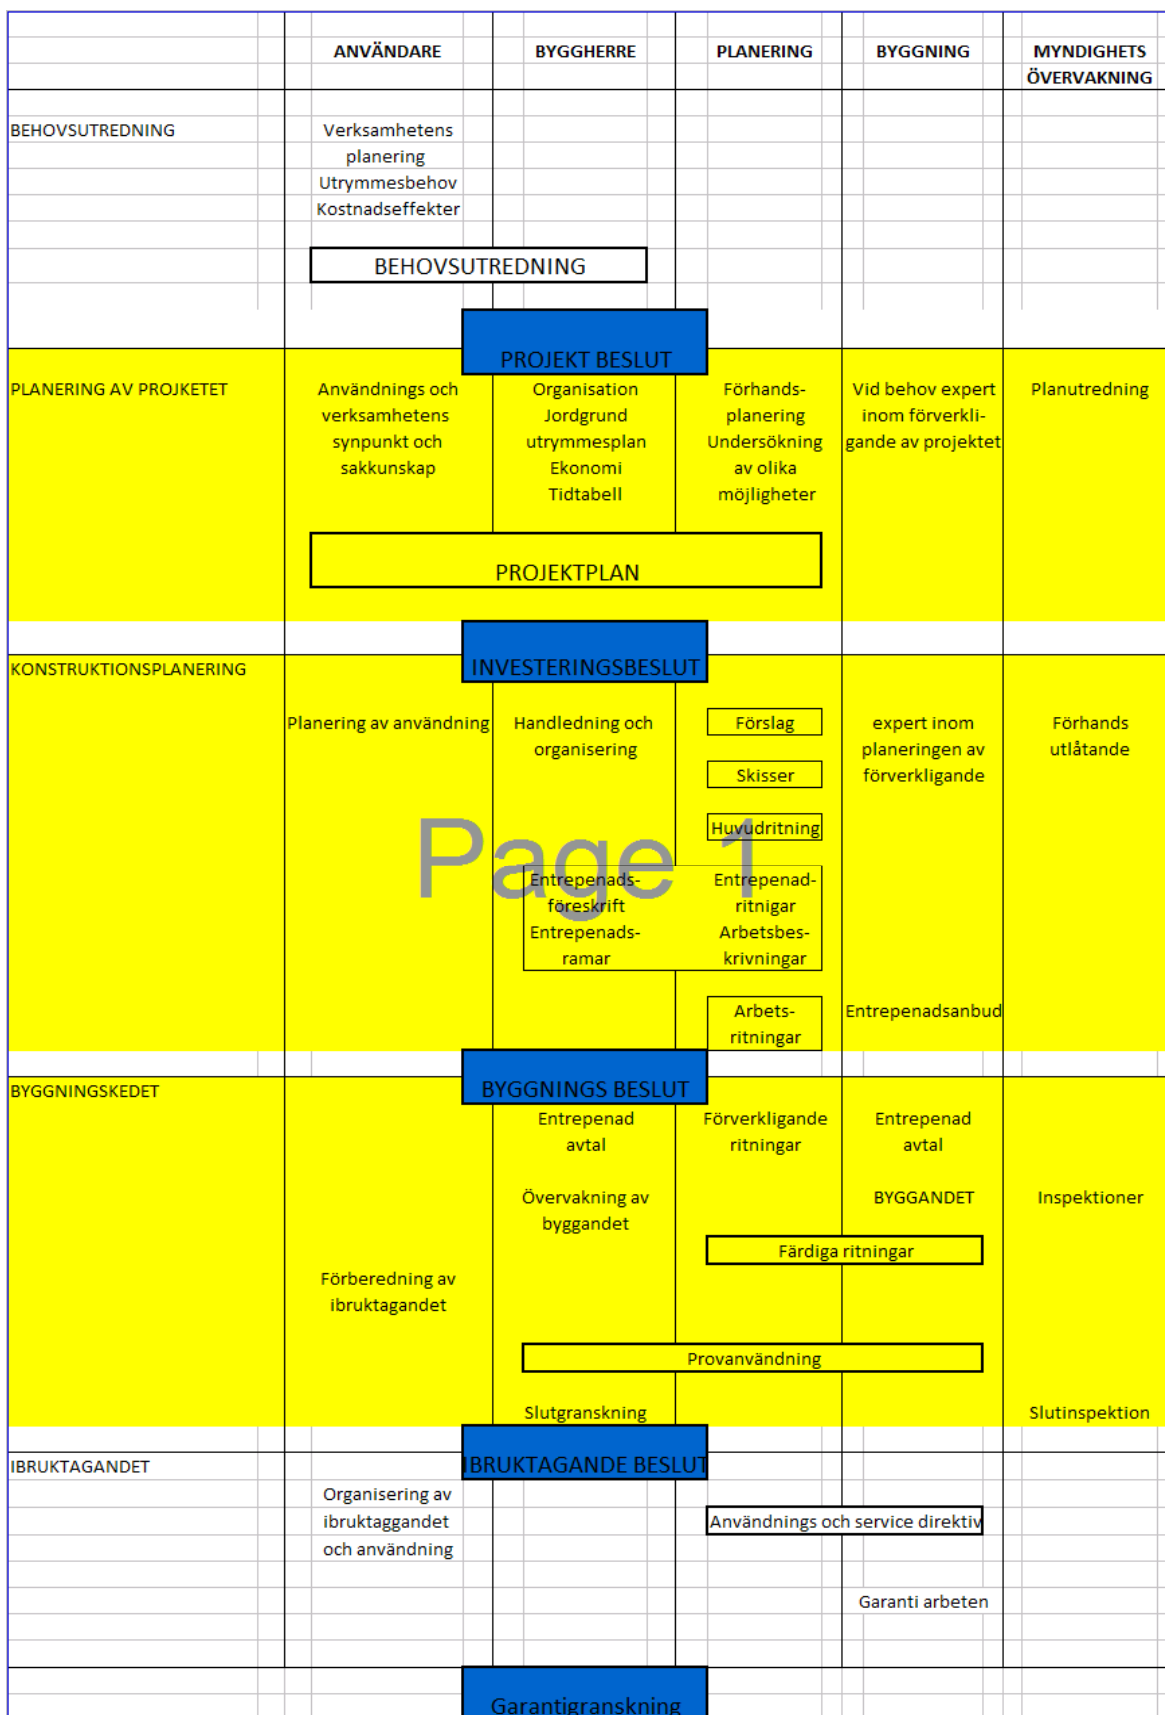 ANVÄNDARE BYGGHERRE PLANERING BYGGNING MYNDIGHETS
ÖVERVAKNING
BEHOVSUTREDNING Verksamhetens
planering
Utrymmesbehov
Kostnadseffekter
BEHOVSUTREDNING
PROJEKT BESLUT
PLANERING AV PROJKETET Användnings och Organisation Förhands- Vid behov expert Planutredning
verksamhetens Jordgrund planering inom förverkli-
synpunkt och utrymmesplan Undersökning gande av projektet
sakkunskap Ekonomi av olika
Tidtabell möjligheter
PROJEKTPLAN
INVESTERINGSBESLUT
KONSTRUKTIONSPLANERING
Planering av användning Handledning och Förslag expert inom Förhands
organisering planeringen av utlåtande
Skisser förverkligande
Huvudritning
Page 1
Entrepenads- Entrepenad-
föreskrift ritnigar
Entrepenads- Arbetsbes-
ramar krivningar
Arbets- Entrepenadsanbud
ritningar
BYGGNINGS BESLUT
BYGGNINGSKEDET
Entrepenad Förverkligande Entrepenad
avtal ritningar avtal
Övervakning av BYGGANDET Inspektioner
byggandet
Färdiga ritningar
Förberedning av
ibruktagandet
Provanvändning
Slutgranskning Slutinspektion
IBRUKTAGANDE BESLUT
IBRUKTAGANDET
Organisering av
ibruktaggandet Användnings och service direktiv
och användning
Garanti arbeten
Garantigranskning